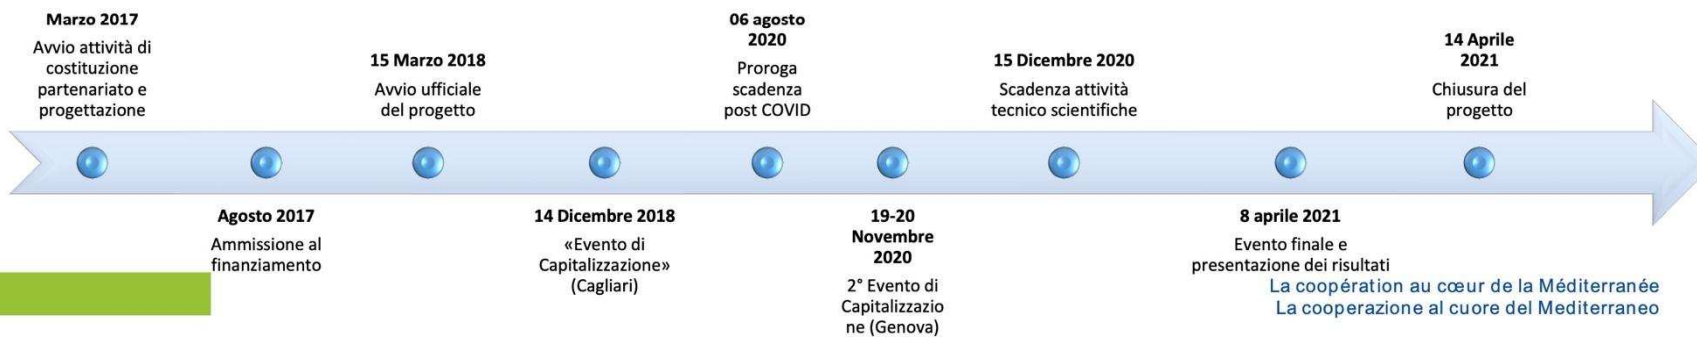 Marzo 2017
Avvio attività di
costituzione
partenariato e
progettazione
Agosto 2017
Ammissione al
finanziamento
15 Marzo 2018
Avvio ufficiale
del progetto
14 Dicembre 2018
«Evento di
Capitalizzazione»
(Cagliari)
06 agosto
2020
Proroga
scadenza
post COVID
19-20
Novembre
2020
2° Evento di
Capitalizzazio
ne (Genova)
15 Dicembre 2020
Scadenza attività
tecnico scientifiche
8 aprile 2021
Evento finale e
presentazione dei risultati
14 Aprile
2021
Chiusura del
progetto
La coopération au cœur de la Méditerranée
La cooperazione al cuore del Mediterraneo